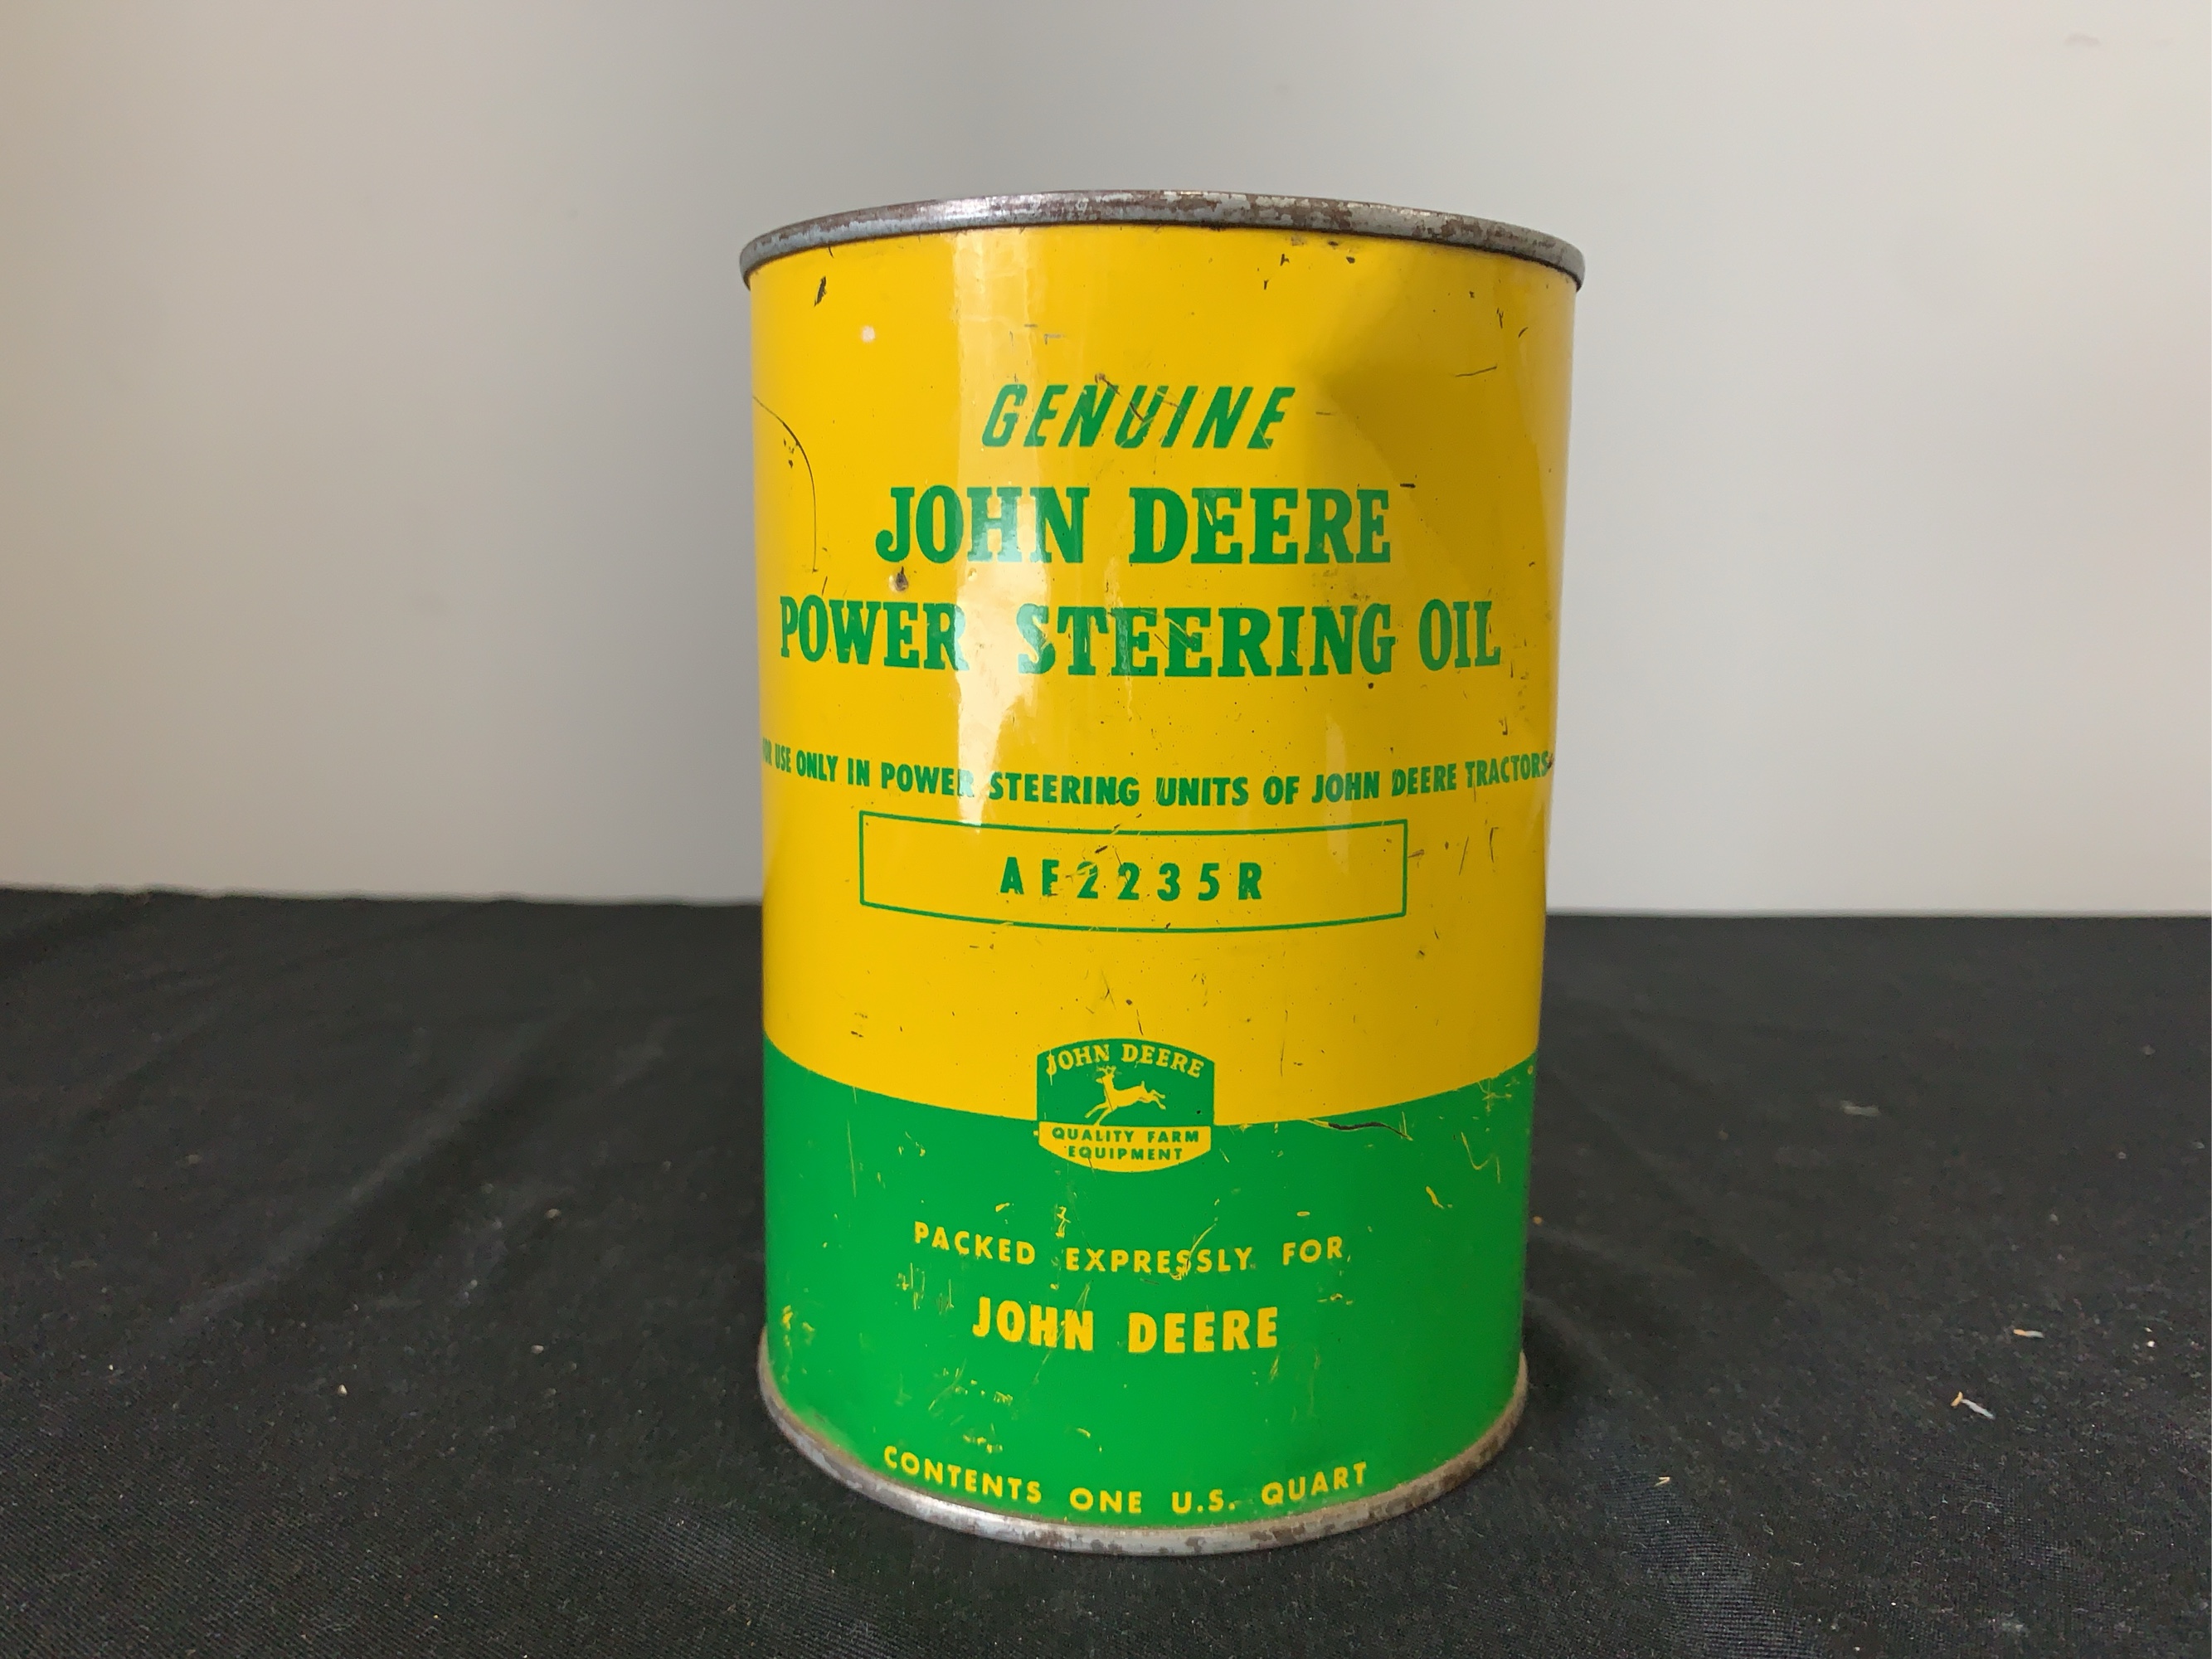 GENUINE
JOHN DEERE
POWER STEERING OIL
USE ONLY IN POWER STEERING UNITS OF JOHN DEERE TRACTORS
AF2235R
JOHN DEERE
QUALITY FARM
EQUIPMENT
PACKED EXPRESSLY FOR
JOHN DEERE
CONTENTS ONE U.S. QUART